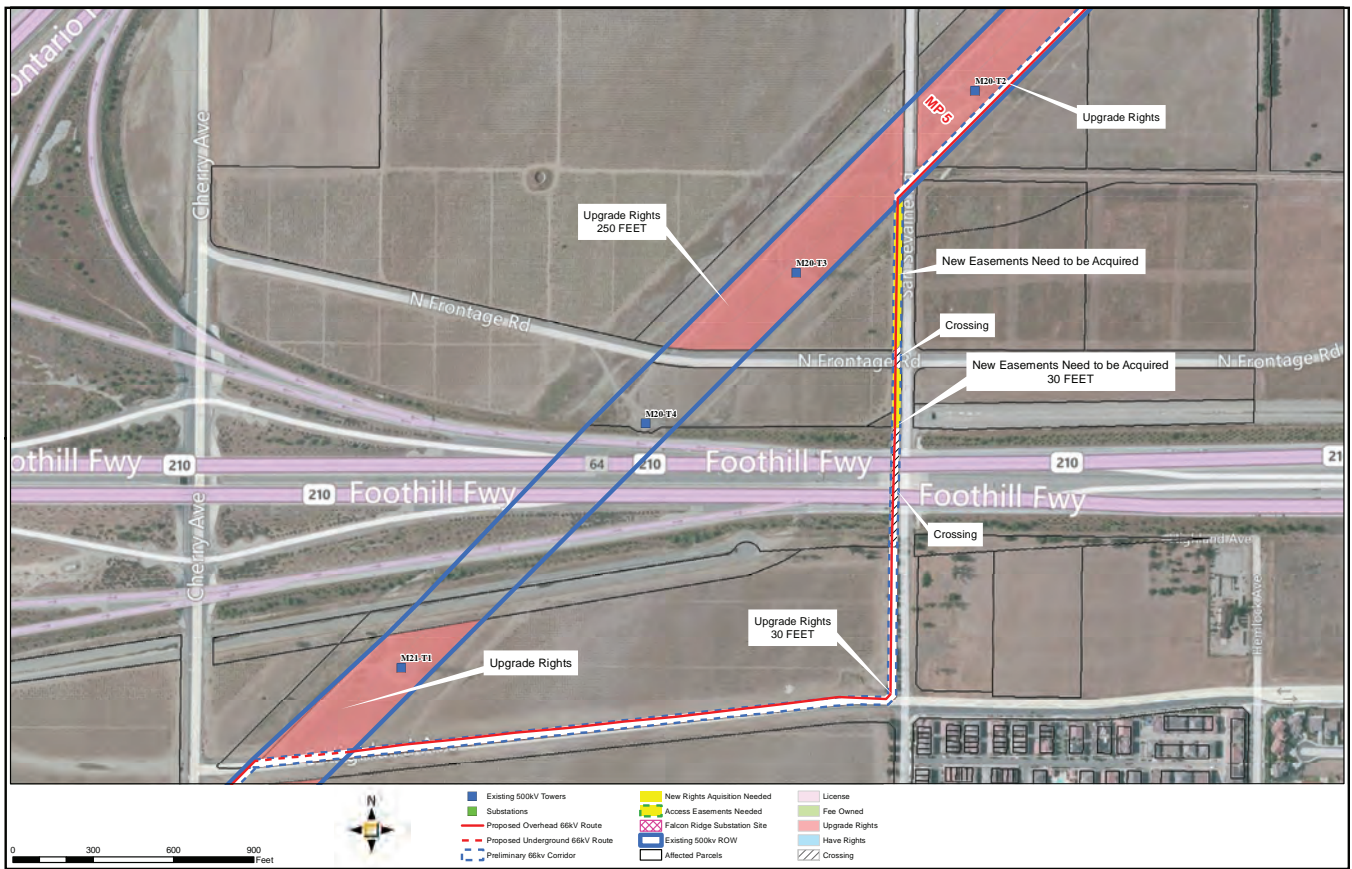 Ontario
Cherry Ave
M20-T2
MP 5
Upgrade Rights
Upgrade Rights
250 FEET
M20-T3
New Easements Need to be Acquired
N Frontage Rd
Crossing
N Frontage Rd
N Frontage Rd
New Easements Need to be Acquired
30 FEET
M20-T4
othill Fwy
210
64
210
Foothill Fwy
210
21
210
Foothill Fwy
Foothill Fwy
Cherry Ave
Crossing
Highland Ave
Hemlock Ave
Upgrade Rights
30 FEET
M21-T1
Upgrade Rights
N
Existing 500kV Towers
Substations
Proposed Overhead 66kV Route
Proposed Underground 66kV Route
Preliminary 66kv Corridor
New Rights Aquisition Needed
Access Easements Needed
Falcon Ridge Substation Site
Existing 500kv ROW
Affected Parcels
License
Fee Owned
Upgrade Rights
Have Rights
Crossing
0 300 600 900
Feet